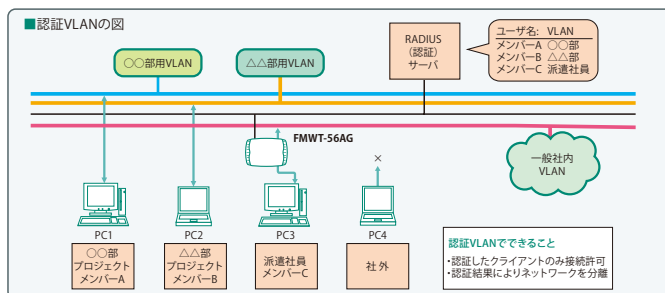 ■認証VLANの図
○○部用VLAN
△△部用VLAN
RADIUS
（認証）
サーバ
ユーザ名: VLAN
メンバーA ○○部
メンバーB △△部
メンバーC 派遣社員
FMWT-56AG
一般社内
VLAN
×
PC1
PC2
PC3
PC4
○○部
プロジェクト
メンバーA
△△部
プロジェクト
メンバーB
派遣社員
メンバーC
社 外
認証VLANでできること
・認証したクライアントのみ接続許可
・認証結果によりネットワークを分離